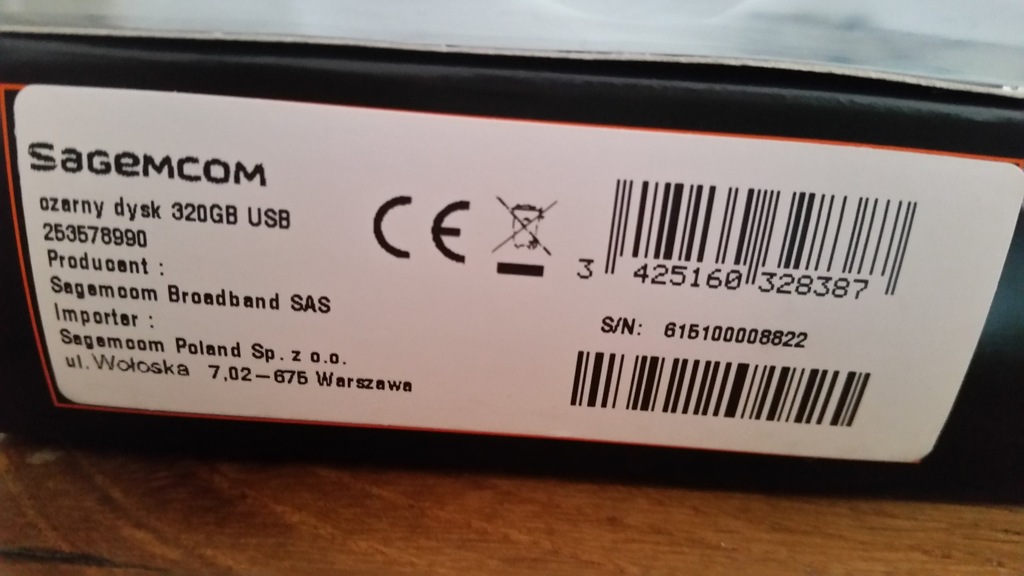 SAGEMCOM
czarny dysk 320GB USB
253578990
Producent :
Sagemcom Broadband SAS
Importer :
Sagemcom Poland Sp. z o.o.
ul. Wołoska 7,02-675 Warszawa
CE
3 425160 328387
S/N: 615100008822